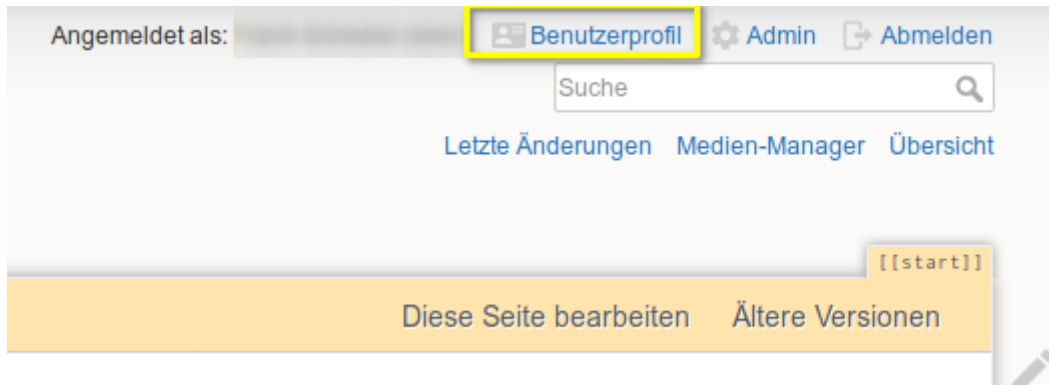 Angemeldet als: Benutzerprofil Admin Abmelden
Suche
Letzte Änderungen Medien-Manager Übersicht
[[start]]
Diese Seite bearbeiten Ältere Versionen